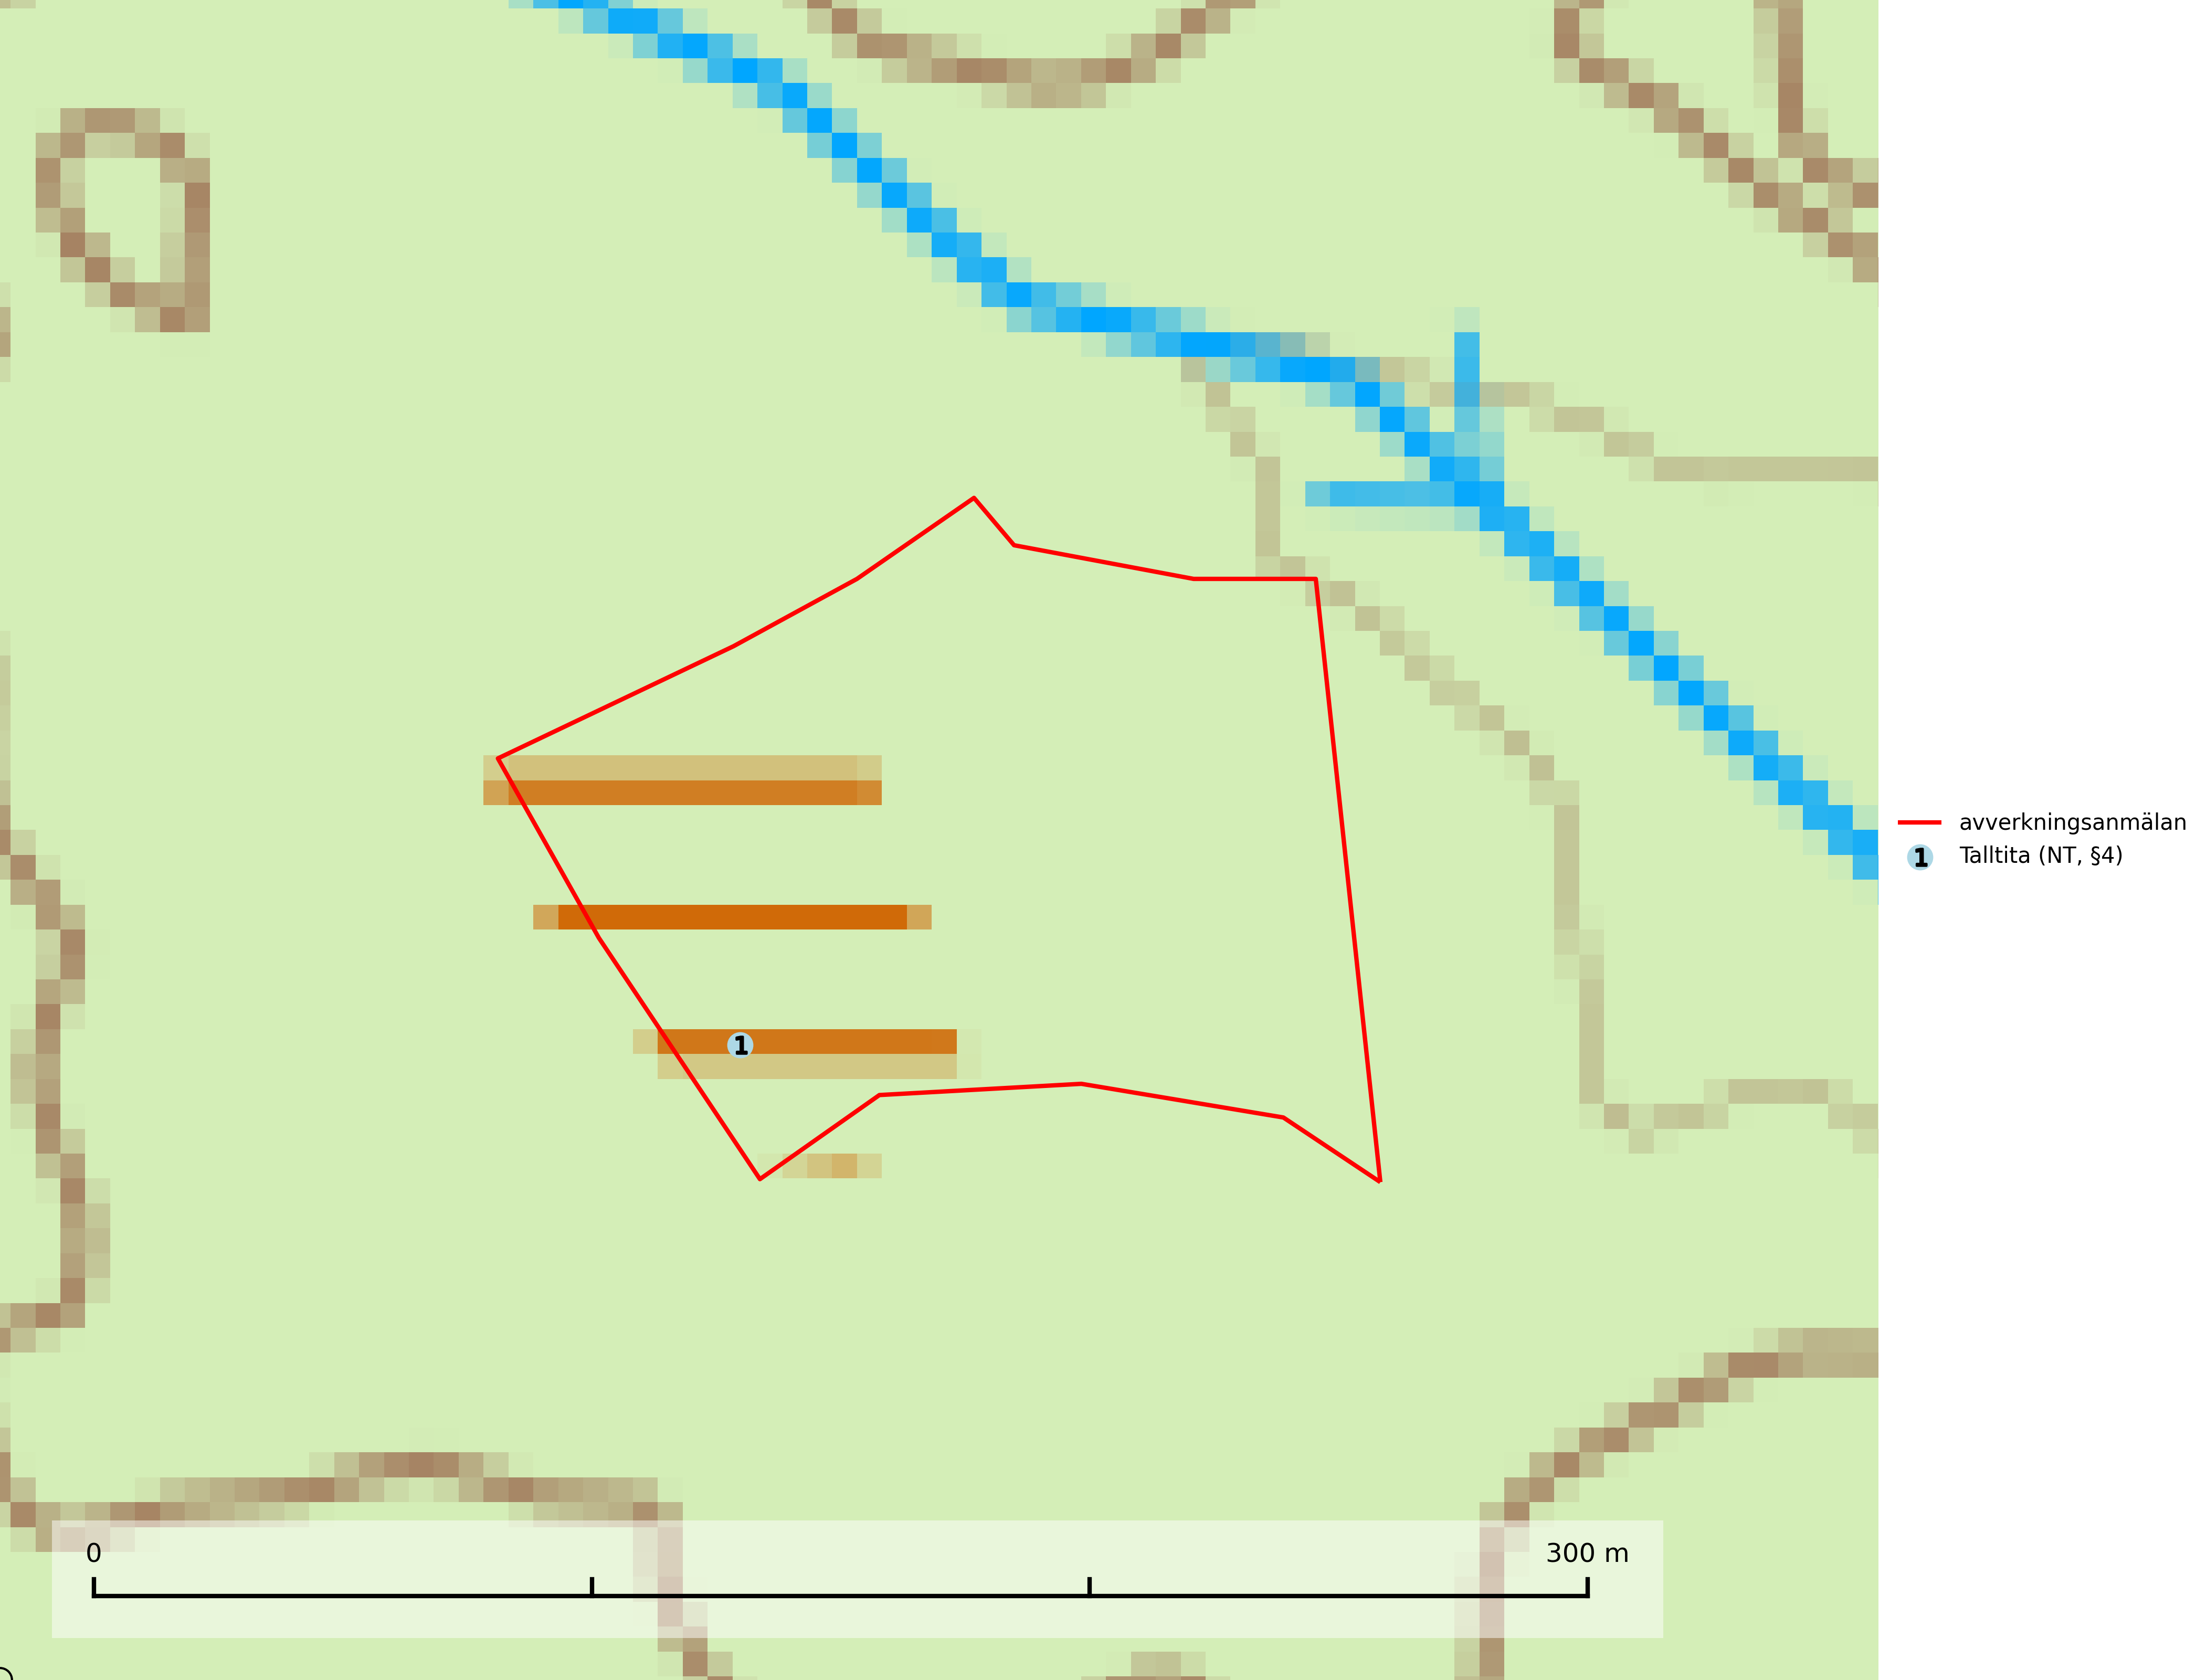 avverkningsanmälan
1 Talltita (NT, §4)
1
0 300 m